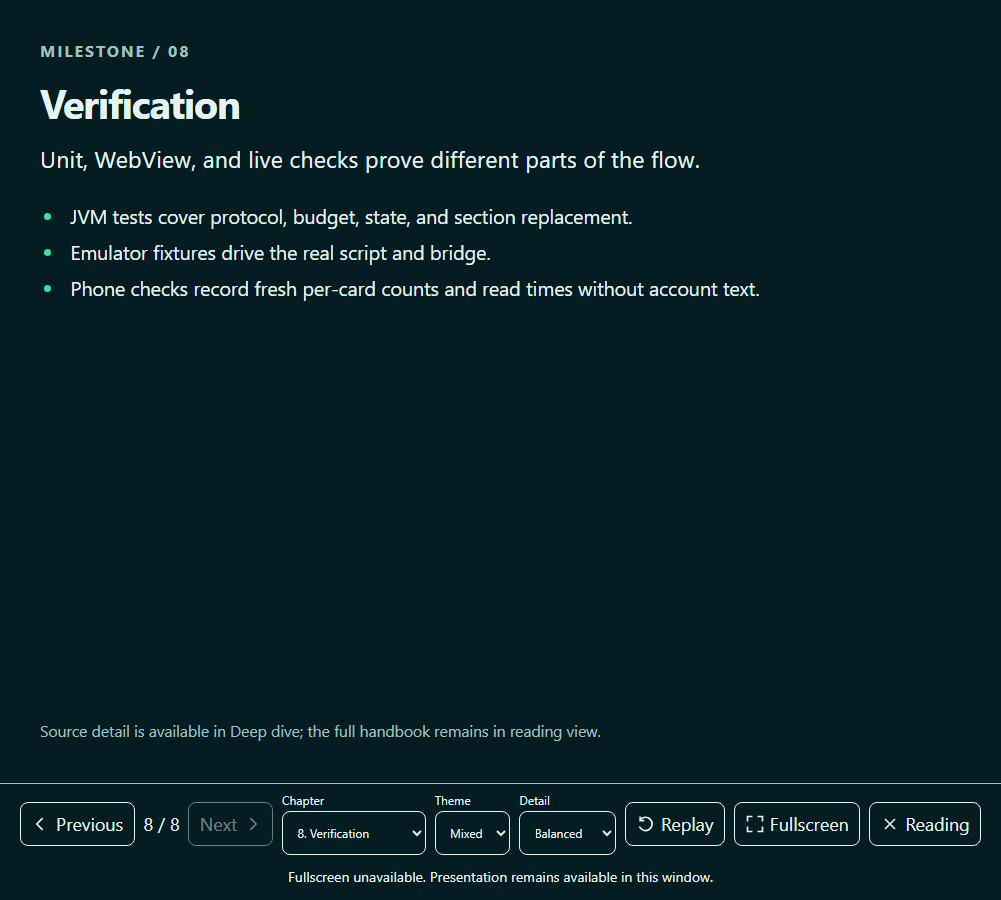 MILESTONE / 08
Verification
Unit, WebView, and live checks prove different parts of the flow.
JVM tests cover protocol, budget, state, and section replacement.
Emulator fixtures drive the real script and bridge.
Phone checks record fresh per-card counts and read times without account text.
Source detail is available in Deep dive; the full handbook remains in reading view.
Chapter Theme Detail
Previous 8 / 8 Next 8. Verification Mixed Balanced Replay Fullscreen Reading
Fullscreen unavailable. Presentation remains available in this window.